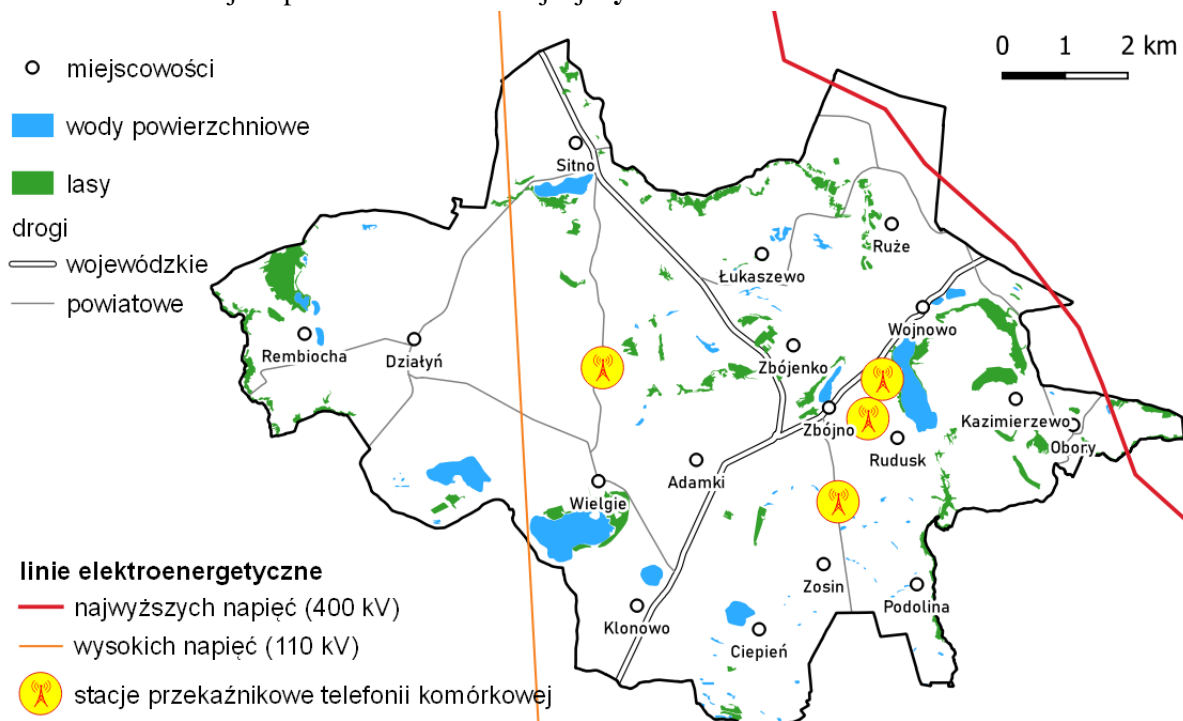 0 1 2 km
miejscowości
wody powierzchniowe
lasy
drogi
wojewódzkie
powiatowe
Sitno
Ruże
Łukaszewo
Wojnowo
Rembiocha
Działyń
Zbójenko
Kazimierzewo
Zbójno
Obory
Rudusk
Adamki
Wielgie
Zosin
Podolina
Klonowo
Ciepień
linie elektroenergetyczne
najwyższych napięć (400 kV)
wysokich napięć (110 kV)
stacje przekaźnikowe telefonii komórkowej